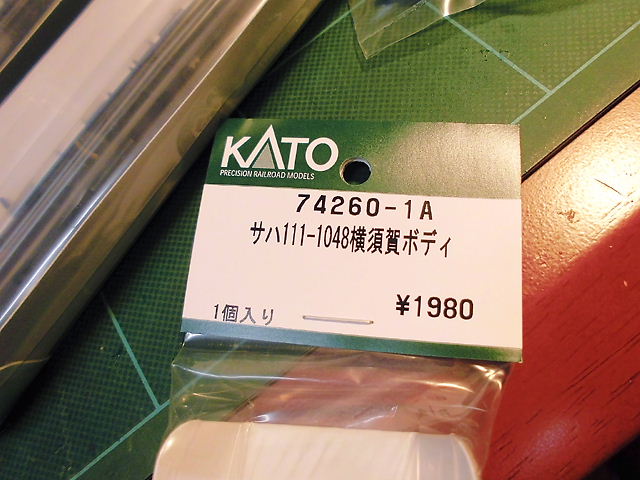 KATO
PRECISION RAILROAD MODELS
74260-1A
サハ111-1048横須賀ボディ
¥1980
1個入り